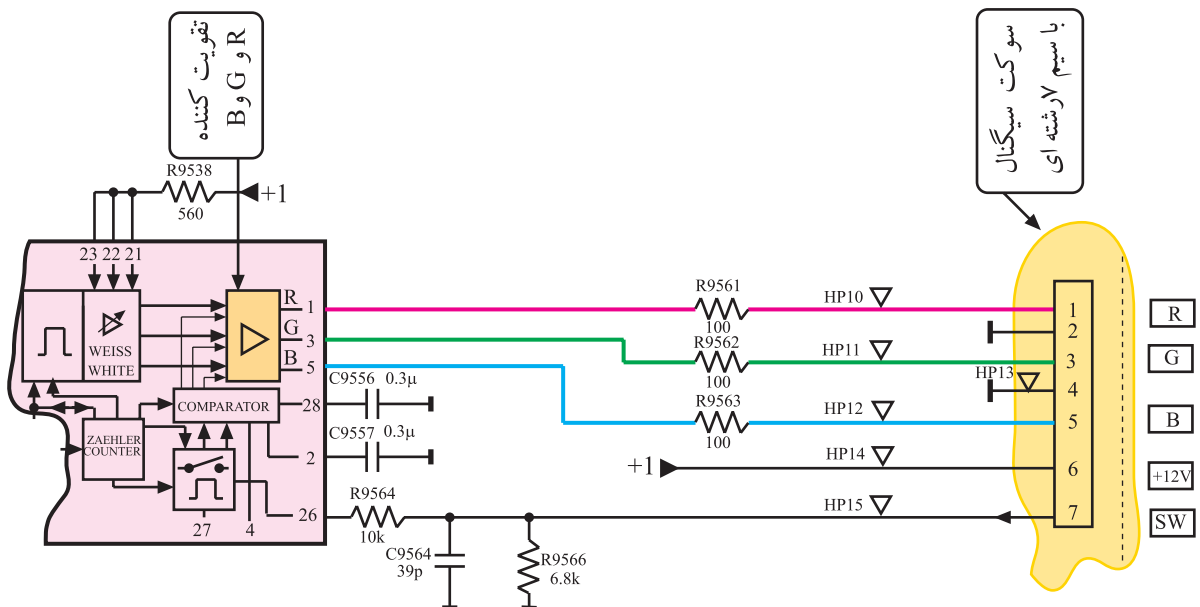 تقویت کننده
R و G و B
سوکت سیگنال
با سیم ۷رشته ای
R9538
560
+1
23 22 21
WEISS
WHITE
R
1
G
3
B
5
COMPARATOR
28
2
26
ZAEHLER
COUNTER
27
4
C9556 0.3µ
C9557 0.3µ
R9564
10k
C9564
39p
R9566
6.8k
R9561
100
R9562
100
R9563
100
HP10
HP11
HP13
HP12
+1
HP14
HP15
1
2
3
4
5
6
7
R
G
B
+12V
SW